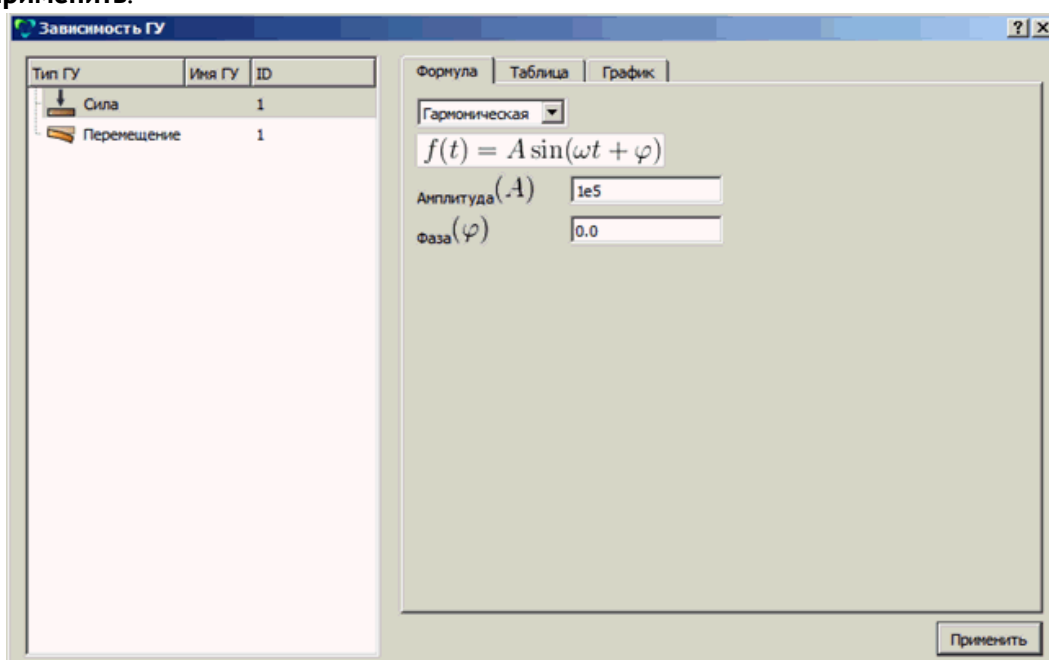 применить.
Зависимость ГУ
Тип ГУ Имя ГУ ID
Сила 1
Перемещение 1
Формула Таблица График
Гармоническая
f(t) = A sin(ωt + φ)
Амплитуда(A) 1e5
Фаза(φ) 0.0
Применить